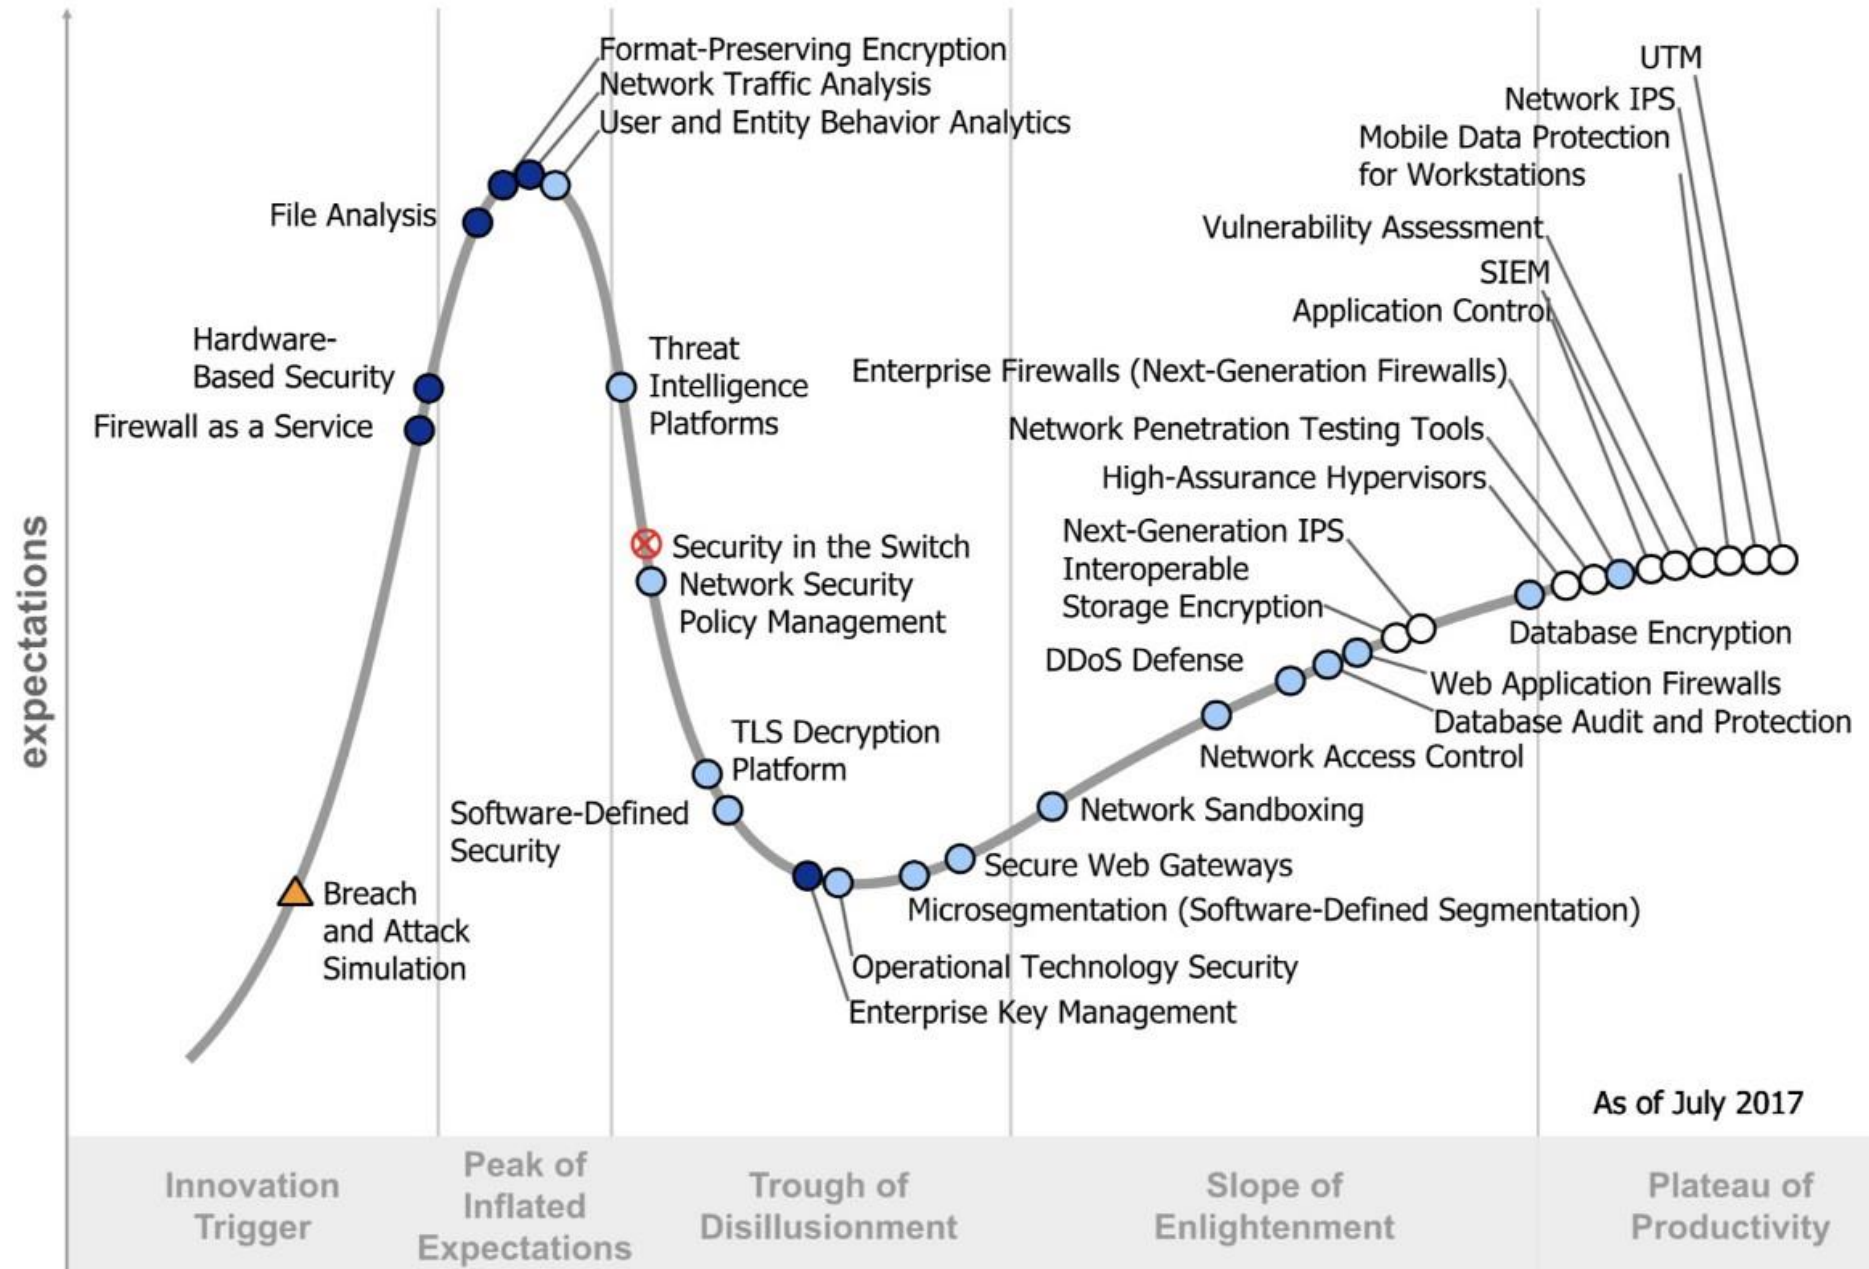 Format-Preserving Encryption
Network Traffic Analysis
User and Entity Behavior Analytics
File Analysis
Hardware-
Based Security
Firewall as a Service
Threat
Intelligence
Platforms
Security in the Switch
Network Security
Policy Management
TLS Decryption
Platform
Software-Defined
Security
Breach
and Attack
Simulation
UTM
Network IPS
Mobile Data Protection
for Workstations
Vulnerability Assessment
SIEM
Application Control
Enterprise Firewalls (Next-Generation Firewalls)
Network Penetration Testing Tools
High-Assurance Hypervisors
Next-Generation IPS
Interoperable
Storage Encryption
DDoS Defense
Database Encryption
Web Application Firewalls
Database Audit and Protection
Network Access Control
Network Sandboxing
Secure Web Gateways
Microsegmentation (Software-Defined Segmentation)
Operational Technology Security
Enterprise Key Management
expectations
As of July 2017
Innovation
Trigger
Peak of
Inflated
Expectations
Trough of
Disillusionment
Slope of
Enlightenment
Plateau of
Productivity